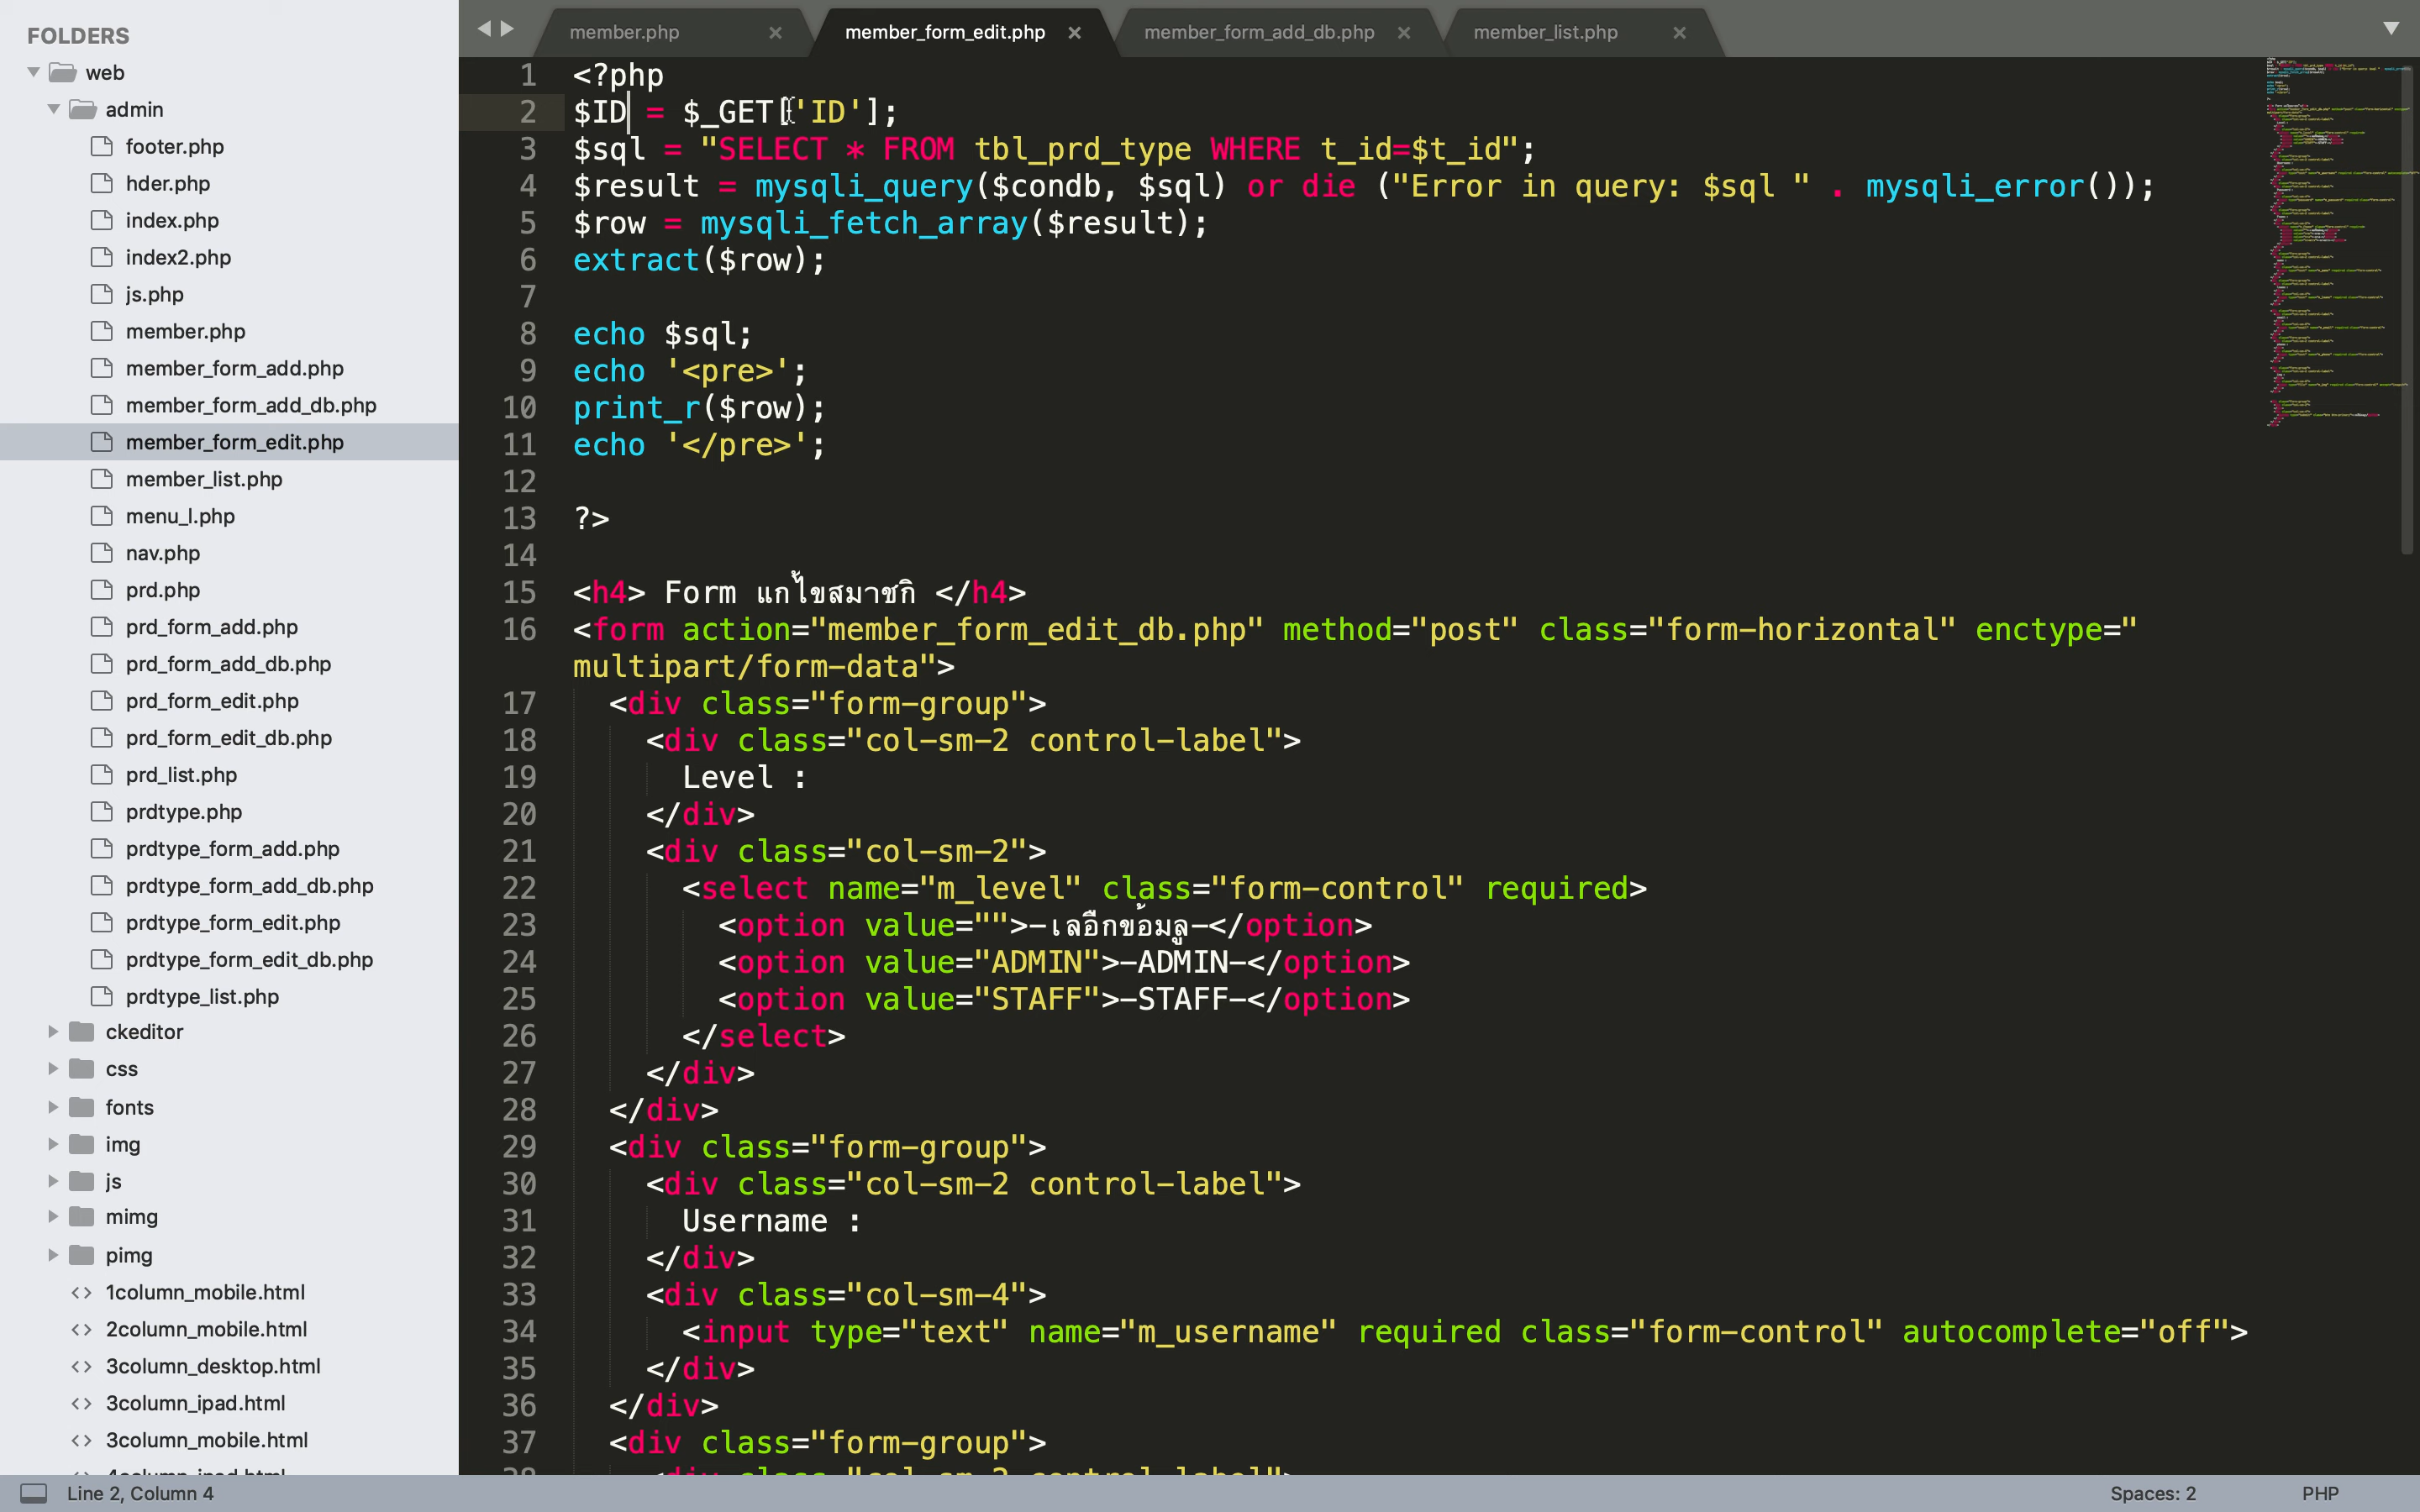 FOLDERS
web
admin
footer.php
hder.php
index.php
index2.php
js.php
member.php
member_form_add.php
member_form_add_db.php
member_form_edit.php
member_list.php
menu_l.php
nav.php
prd.php
prd_form_add.php
prd_form_add_db.php
prd_form_edit.php
prd_form_edit_db.php
prd_list.php
prdtype.php
prdtype_form_add.php
prdtype_form_add_db.php
prdtype_form_edit.php
prdtype_form_edit_db.php
prdtype_list.php
ckeditor
css
fonts
img
js
mimg
pimg
1column_mobile.html
2column_mobile.html
3column_desktop.html
3column_ipad.html
3column_mobile.html
member.php
member_form_edit.php
member_form_add_db.php
member_list.php
1 <?php
2 $ID = $_GET['ID'];
3 $sql = "SELECT * FROM tbl_prd_type WHERE t_id=$t_id";
4 $result = mysqli_query($condb, $sql) or die ("Error in query: $sql " . mysqli_error());
5 $row = mysqli_fetch_array($result);
6 extract($row);
7
8 echo $sql;
9 echo '<pre>';
10 print_r($row);
11 echo '</pre>';
12
13 ?>
14
15 <h4> Form แก้ไขสมาชิก </h4>
16 <form action="member_form_edit_db.php" method="post" class="form-horizontal" enctype="
multipart/form-data">
17 <div class="form-group">
18 <div class="col-sm-2 control-label">
19 Level :
20 </div>
21 <div class="col-sm-2">
22 <select name="m_level" class="form-control" required>
23 <option value="">-เลือกข้อมูล-</option>
24 <option value="ADMIN">-ADMIN-</option>
25 <option value="STAFF">-STAFF-</option>
26 </select>
27 </div>
28 </div>
29 <div class="form-group">
30 <div class="col-sm-2 control-label">
31 Username :
32 </div>
33 <div class="col-sm-4">
34 <input type="text" name="m_username" required class="form-control" autocomplete="off">
35 </div>
36 </div>
37 <div class="form-group">
Line 2, Column 4
Spaces: 2
PHP